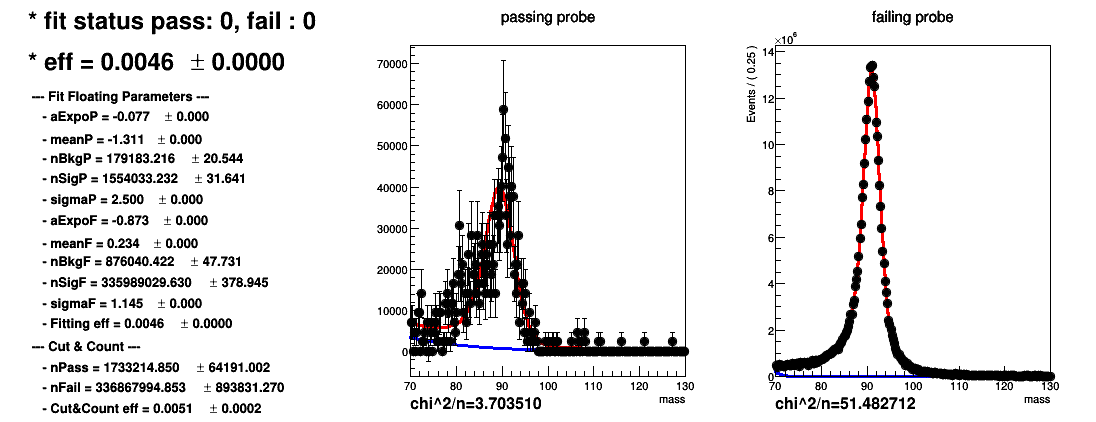 * fit status pass: 0, fail : 0
* eff = 0.0046 ± 0.0000
--- Fit Floating Parameters ---
- aExpoP = -0.077 ± 0.000
- meanP = -1.311 ± 0.000
- nBkgP = 179183.216 ± 20.544
- nSigP = 1554033.232 ± 31.641
- sigmaP = 2.500 ± 0.000
- aExpoF = -0.873 ± 0.000
- meanF = 0.234 ± 0.000
- nBkgF = 876040.422 ± 47.731
- nSigF = 335989029.630 ± 378.945
- sigmaF = 1.145 ± 0.000
- Fitting eff = 0.0046 ± 0.0000
--- Cut & Count ---
- nPass = 1733214.850 ± 64191.002
- nFail = 336867994.853 ± 893831.270
- Cut&Count eff = 0.0051 ± 0.0002
passing probe
70000
60000
50000
40000
30000
20000
10000
0
70 80 90 100 110 120 130
mass
chi^2/n=3.703510
failing probe
×10^6
Events / ( 0.25 )
14
12
10
8
6
4
2
0
70 80 90 100 110 120 130
mass
chi^2/n=51.482712